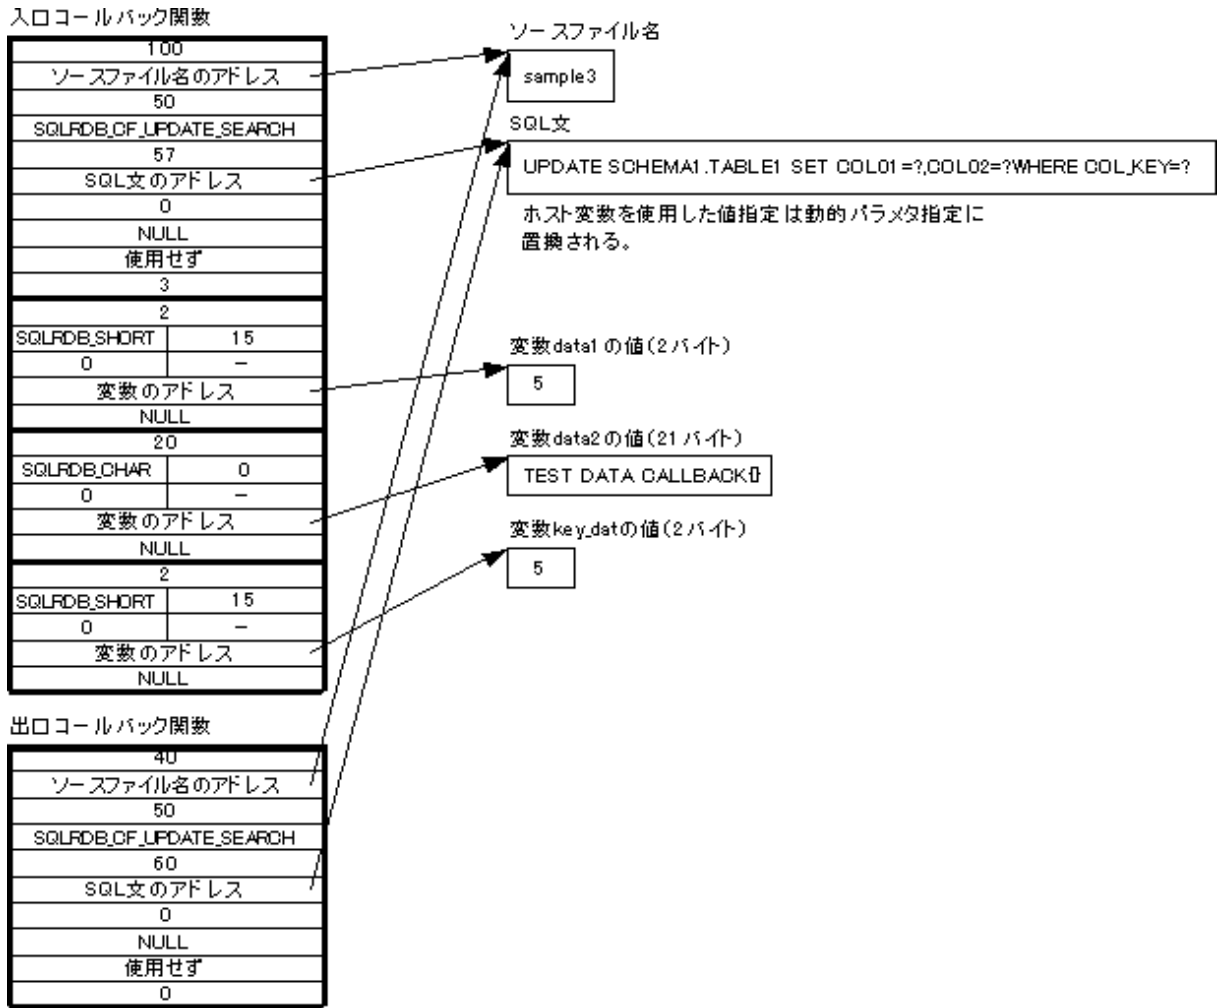 入口コールバック関数
100
ソースファイル名のアドレス
50
SQLRDB_CF_UPDATE_SEARCH
57
SQL文のアドレス
0
NULL
使用せず
3
2
SQLRDB_SHORT 15
0 －
変数のアドレス
NULL
20
SQLRDB_CHAR 0
0 －
変数のアドレス
NULL
2
SQLRDB_SHORT 15
0 －
変数のアドレス
NULL
出口コールバック関数
40
ソースファイル名のアドレス
50
SQLRDB_CF_UPDATE_SEARCH
60
SQL文のアドレス
0
NULL
使用せず
0
ソースファイル名
sample3
SQL文
UPDATE SCHEMA1.TABLE1 SET COL01=?,COL02=?WHERE COL_KEY=?
ホスト変数を使用した値指定は動的パラメタ指定に
置換される。
変数data1の値(2バイト)
5
変数data2の値(21バイト)
TEST DATA CALLBACK
変数key_datの値(2バイト)
5